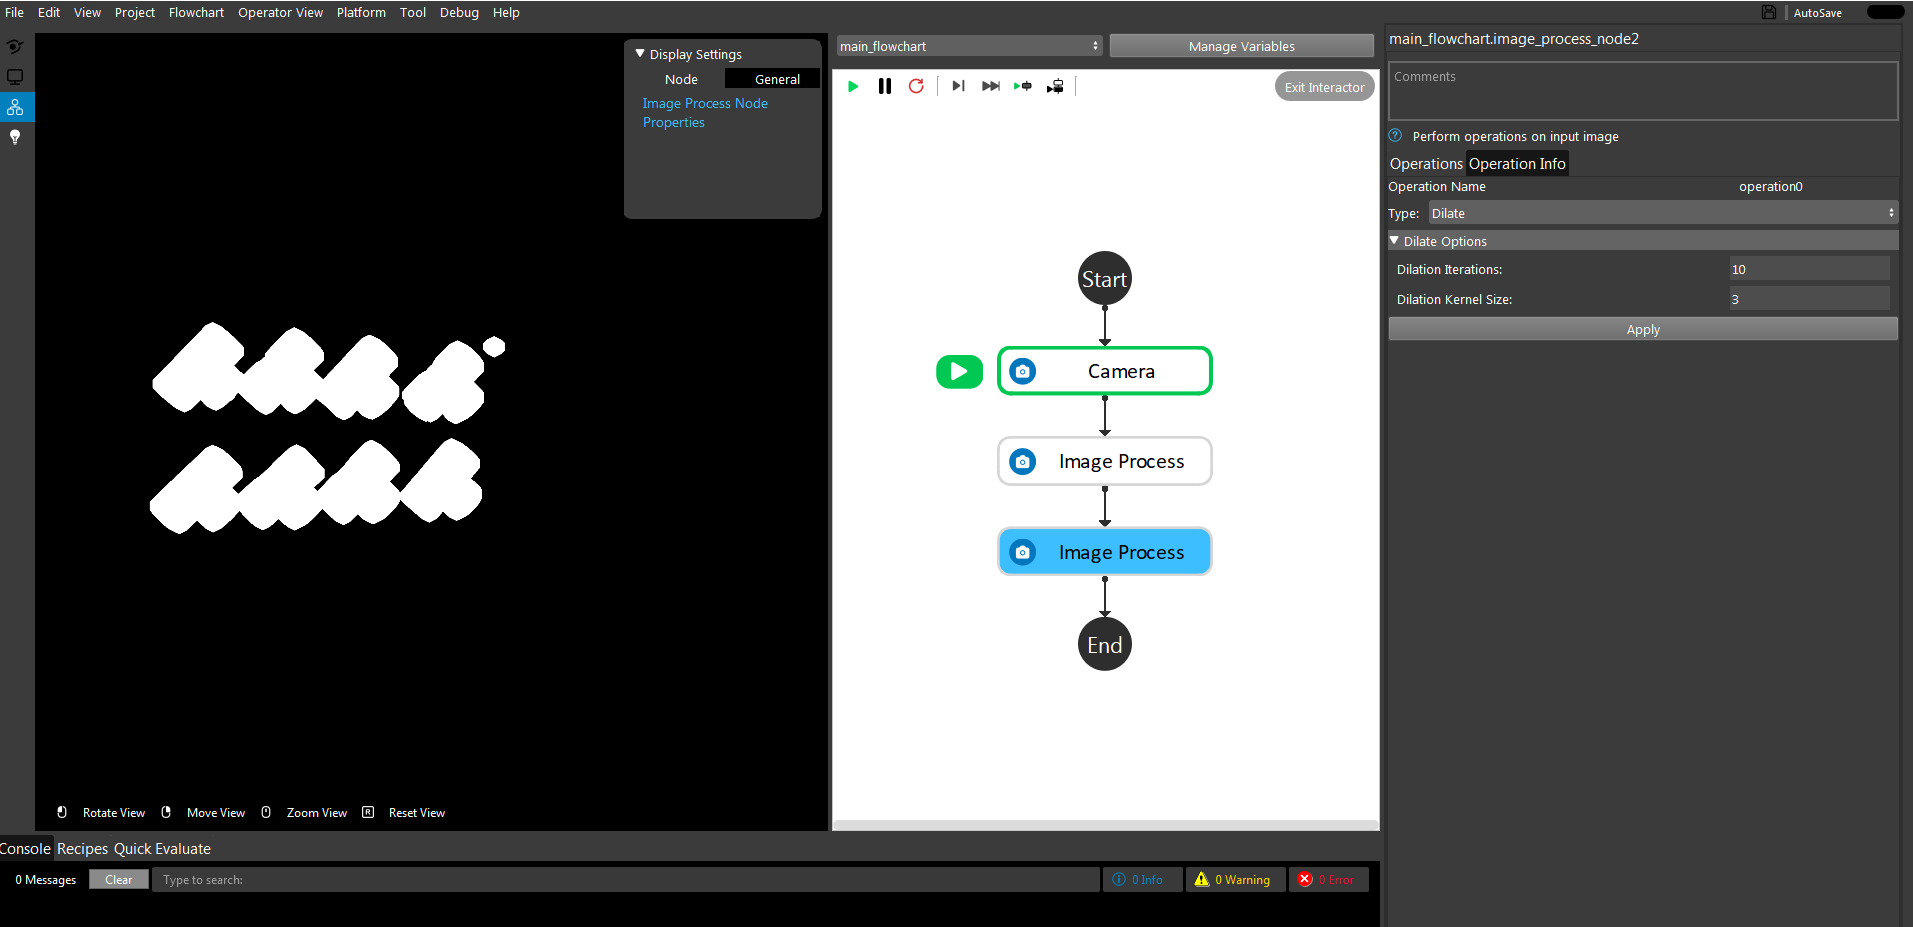 File Edit View Project Flowchart Operator View Platform Tool Debug Help
AutoSave
Display Settings
Node General
Image Process Node
Properties
Rotate View Move View Zoom View R Reset View
main_flowchart Manage Variables
Exit Interactor
Start
Camera
Image Process
Image Process
End
main_flowchart.image_process_node2
Comments
? Perform operations on input image
Operations Operation Info
Operation Name operation0
Type: Dilate
Dilate Options
Dilation Iterations: 10
Dilation Kernel Size: 3
Apply
Console Recipes Quick Evaluate
0 Messages Clear Type to search: 0 Info 0 Warning 0 Error